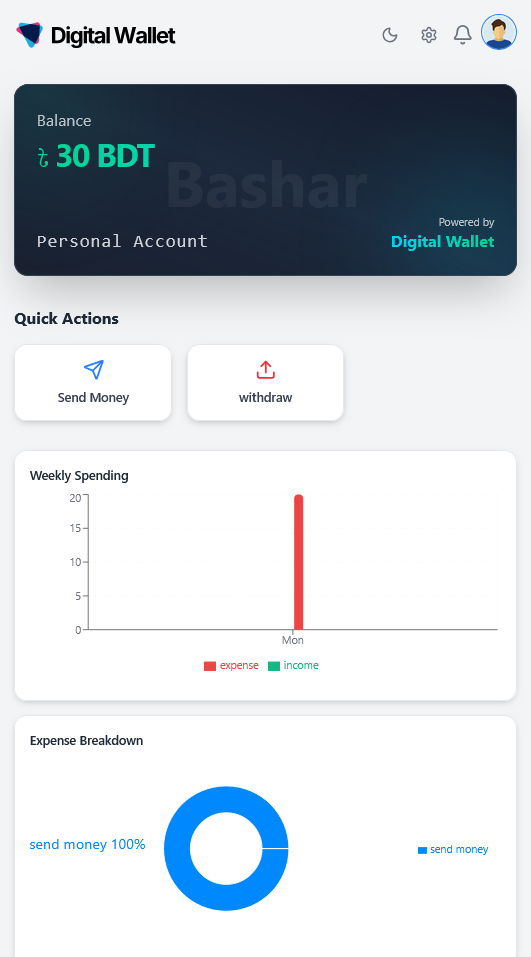 Digital Wallet
Balance
৳ 30 BDT
Bashar
Powered by
Personal Account
Digital Wallet
Quick Actions
Send Money
withdraw
Weekly Spending
20
15
10
5
0
Mon
expense
income
Expense Breakdown
send money 100%
send money